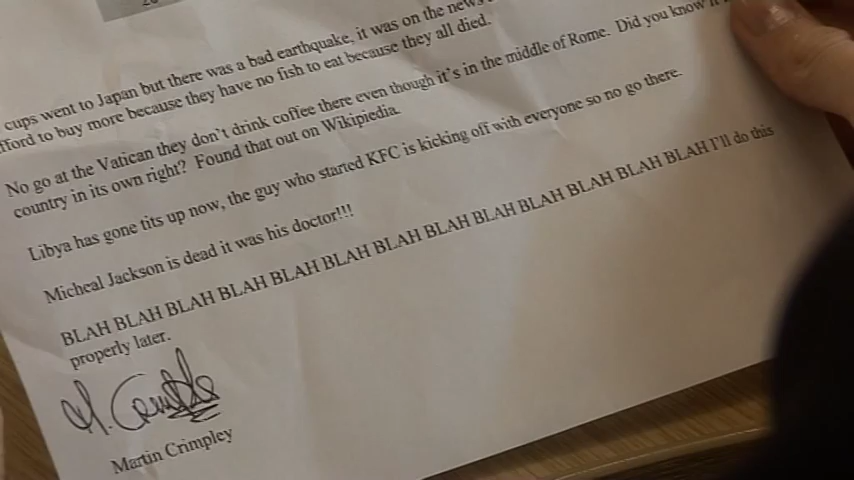 cups went to Japan but there was a bad earthquake, it was on the news
fford to buy more because they have no fish to eat because they all died.
No go at the Vatican they don't drink coffee there even though it's in the middle of Rome. Did you know
country in its own right? Found that out on Wikipiedia.
Libya has gone tits up now, the guy who started KFC is kicking off with everyone so no go there.
Micheal Jackson is dead it was his doctor!!!
BLAH BLAH BLAH BLAH BLAH BLAH BLAH BLAH BLAH BLAH BLAH BLAH BLAH I'll do this
properly later.
M. Crimpley
Martin Crimpley